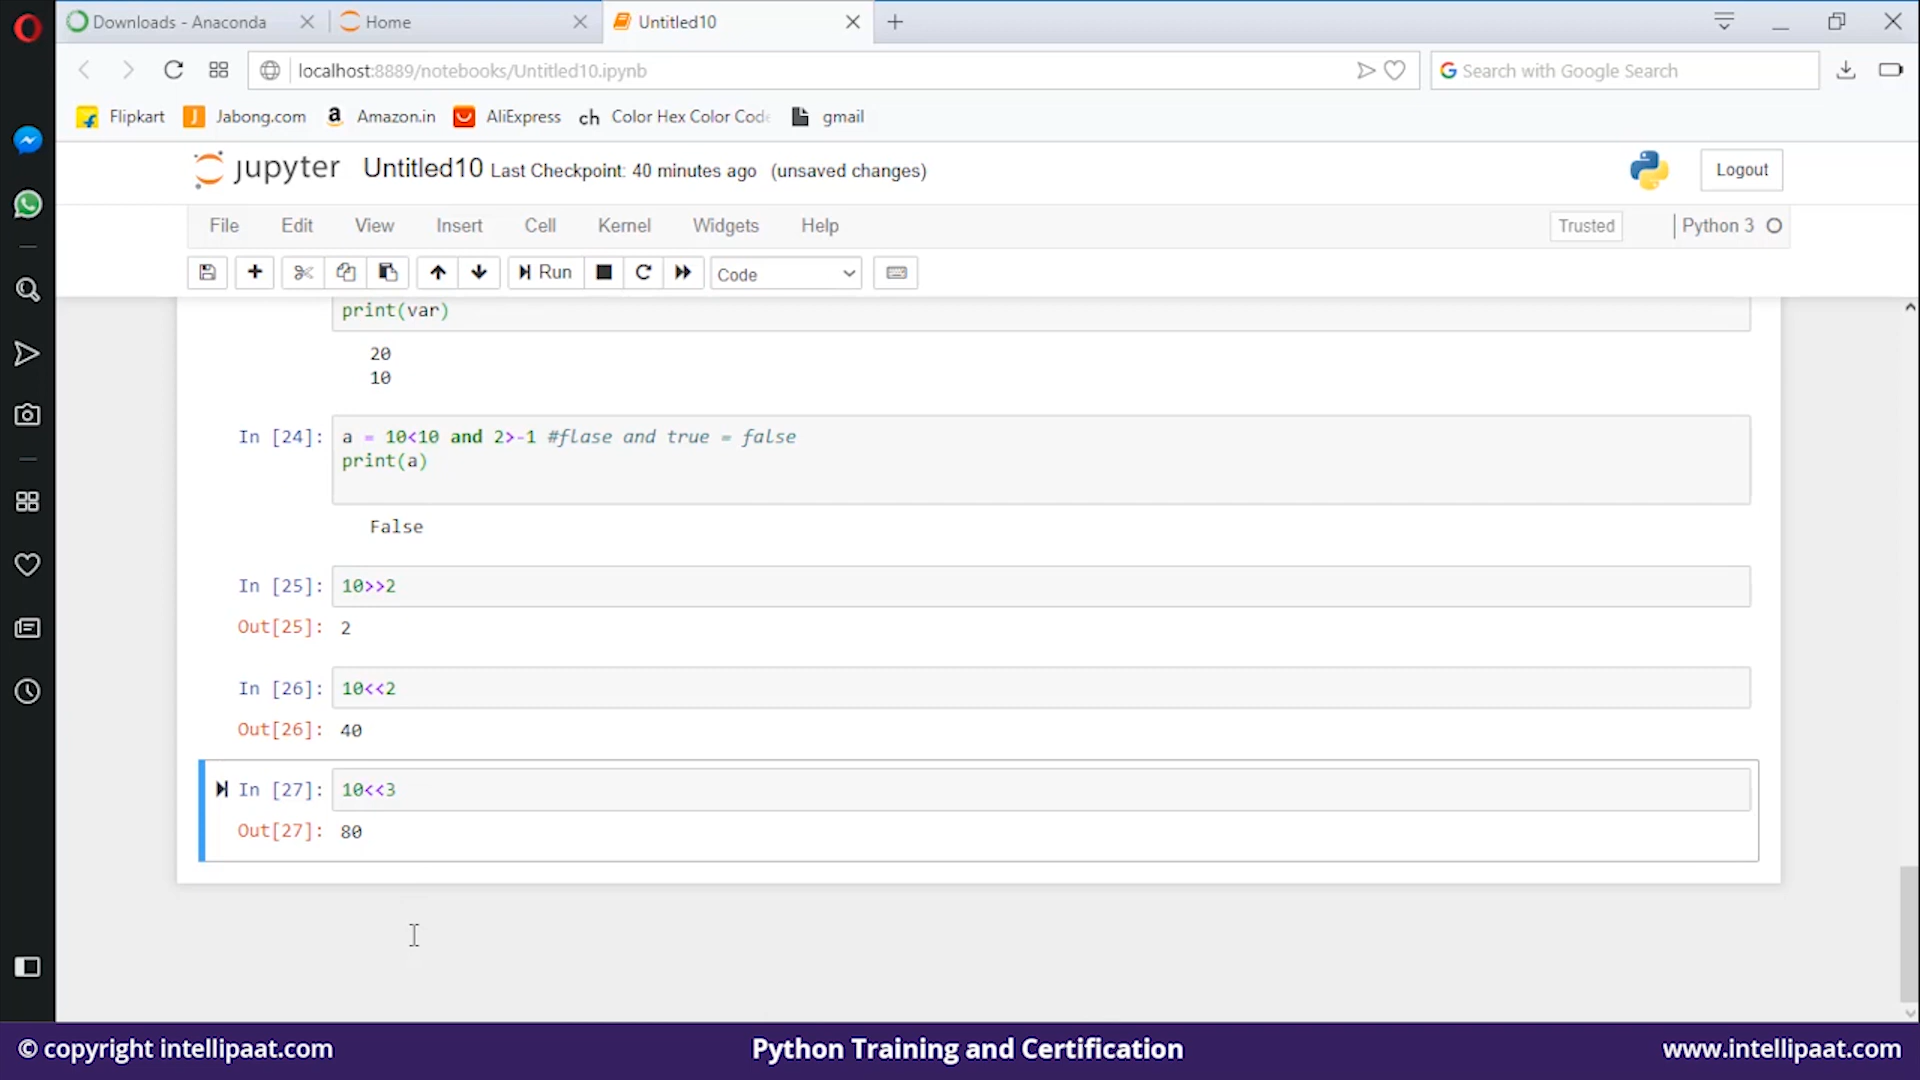 Downloads - Anaconda
Home
Untitled10
localhost:8889/notebooks/Untitled10.ipynb
Search with Google Search
Flipkart
Jabong.com
Amazon.in
AliExpress
ch Color Hex Color Code
gmail
jupyter Untitled10 Last Checkpoint: 40 minutes ago (unsaved changes)
Logout
File Edit View Insert Cell Kernel Widgets Help
Trusted
Python 3
Run
Code
print(var)
20
10
In [24]: a = 10<10 and 2>-1 #flase and true = false
print(a)
False
In [25]: 10>>2
Out[25]: 2
In [26]: 10<<2
Out[26]: 40
In [27]: 10<<3
Out[27]: 80
© copyright intellipaat.com
Python Training and Certification
www.intellipaat.com